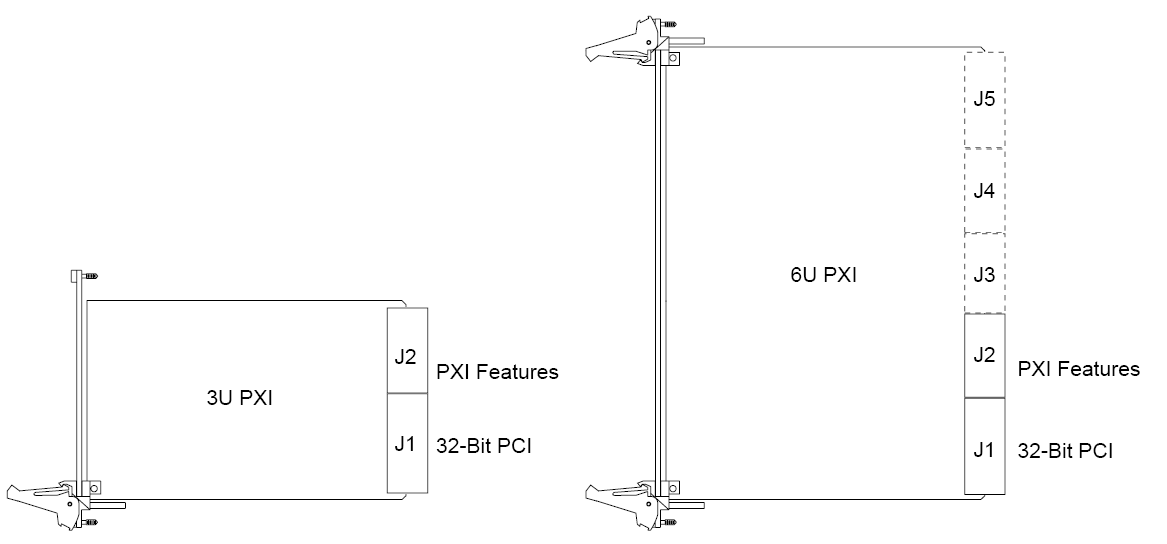 3U PXI
J2
PXI Features
J1
32-Bit PCI
6U PXI
J5
J4
J3
J2
PXI Features
J1
32-Bit PCI